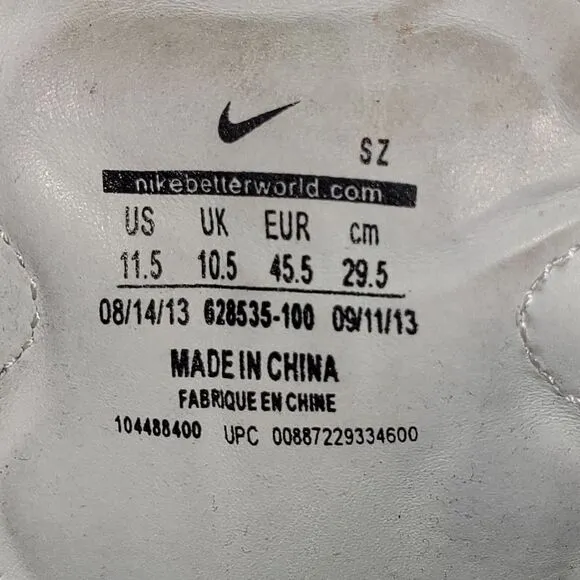 SZ
nikebetterworld.com
US UK EUR cm
11.5 10.5 45.5 29.5
08/14/13 628535-100 09/11/13
MADE IN CHINA
FABRIQUE EN CHINE
104488400 UPC 00887229334600